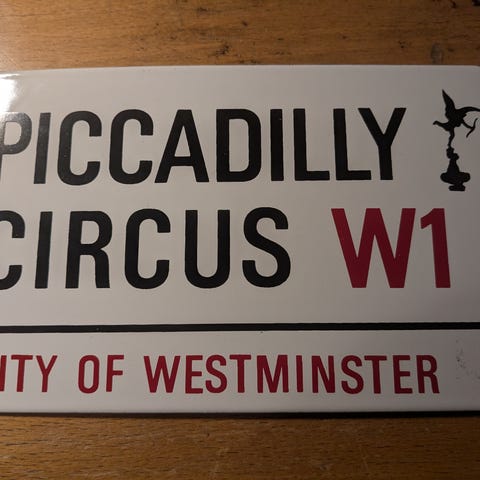 PICCADILLY
CIRCUS W1
ITY OF WESTMINSTER